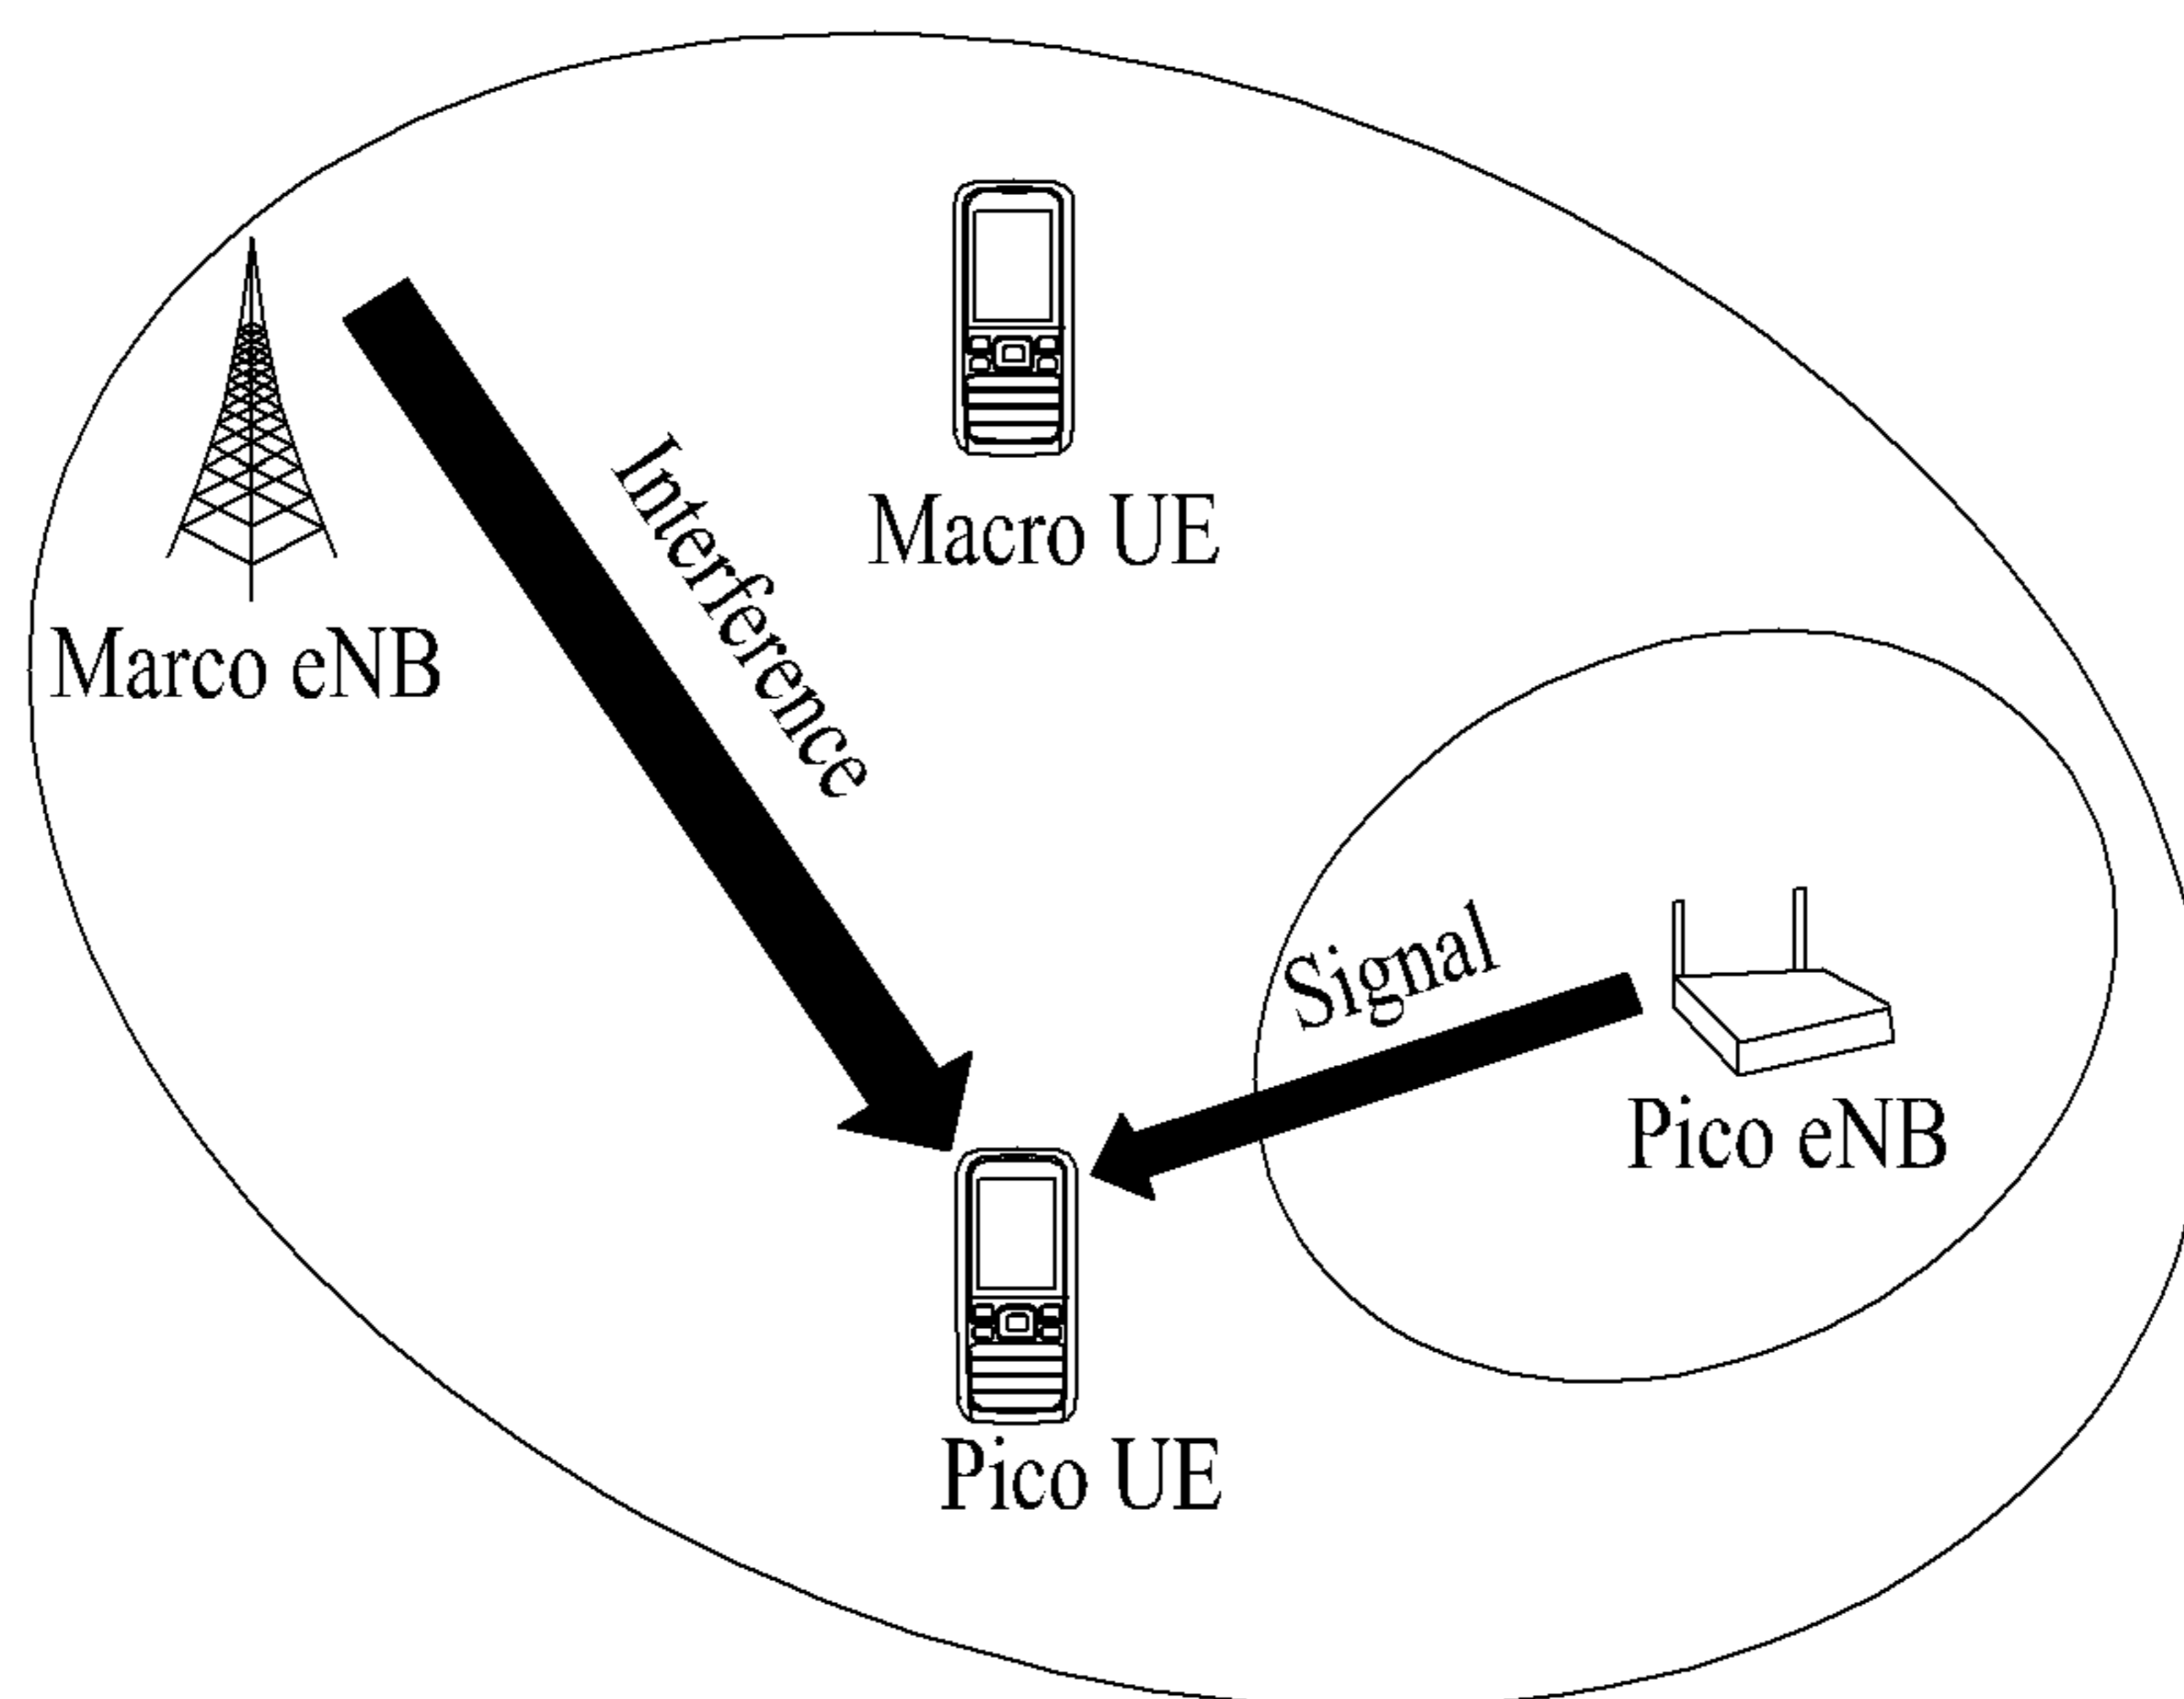 Macro UE
Interference
Marco eNB
Signal
Pico eNB
Pico UE